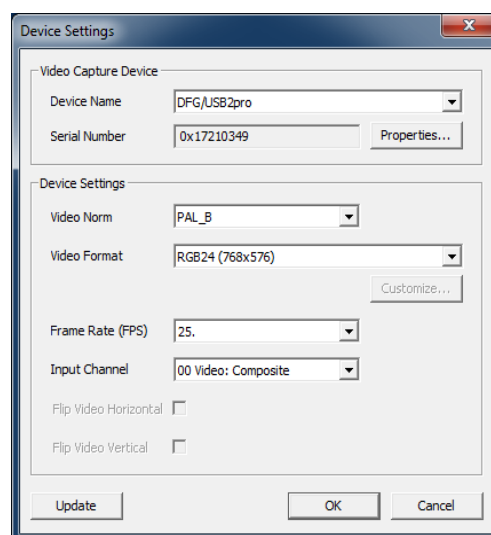 Device Settings
Video Capture Device
Device Name DFG/USB2pro
Serial Number 0x17210349 Properties...
Device Settings
Video Norm PAL_B
Video Format RGB24 (768x576)
Customize...
Frame Rate (FPS) 25.
Input Channel 00 Video: Composite
Flip Video Horizontal
Flip Video Vertical
Update OK Cancel